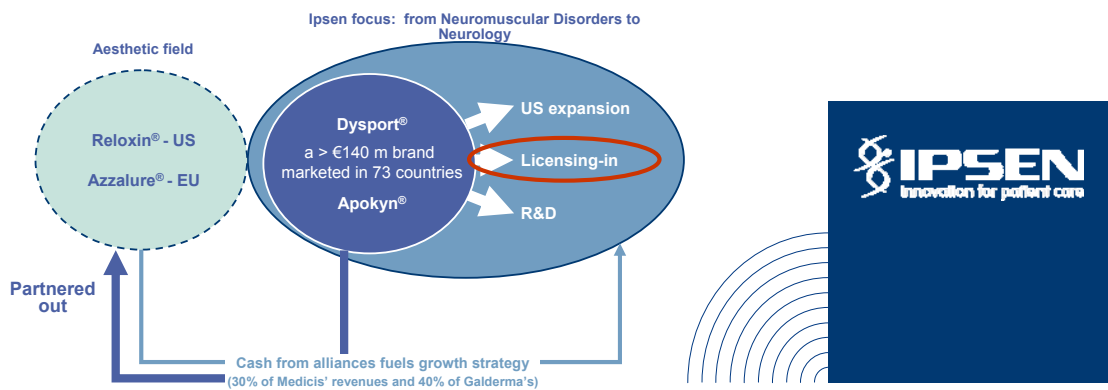 Ipsen focus: from Neuromuscular Disorders to
Neurology
Aesthetic field
Reloxin® - US
Azzalure® - EU
Dysport®
a > €140 m brand
marketed in 73 countries
Apokyn®
US expansion
Licensing-in
R&D
IPSEN
Innovation for patient care
Partnered
out
Cash from alliances fuels growth strategy
(30% of Medicis' revenues and 40% of Galderma's)